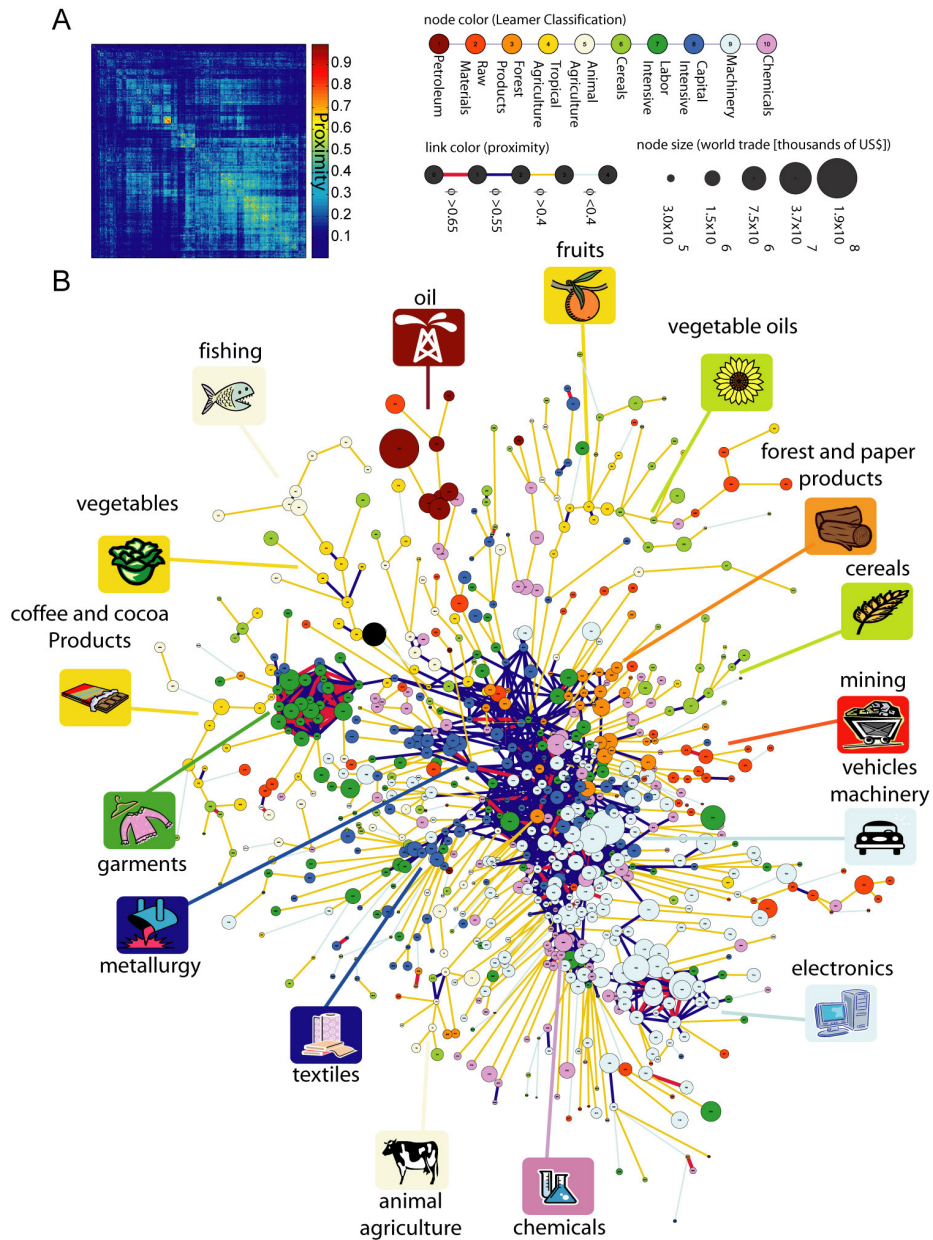 A
0.9
0.8
0.7
0.6
0.5
0.4
0.3
0.2
0.1
Proximity
node color (Leamer Classification)
1
2
3
4
5
6
7
8
9
10
Petroleum
Raw
Materials
Forest
Products
Tropical
Agriculture
Animal
Agriculture
Cereals
Labor
Intensive
Capital
Intensive
Machinery
Chemicals
link color (proximity)
0
1
2
3
4
ϕ >0.65
ϕ >0.55
ϕ >0.4
ϕ <0.4
node size (world trade [thousands of US$])
3.0x10 5
1.5x10 6
7.5x10 6
3.7x10 7
1.9x10 8
B
fruits
oil
vegetable oils
fishing
forest and paper
products
vegetables
cereals
coffee and cocoa
Products
mining
vehicles
machinery
garments
metallurgy
electronics
textiles
animal
agriculture
chemicals